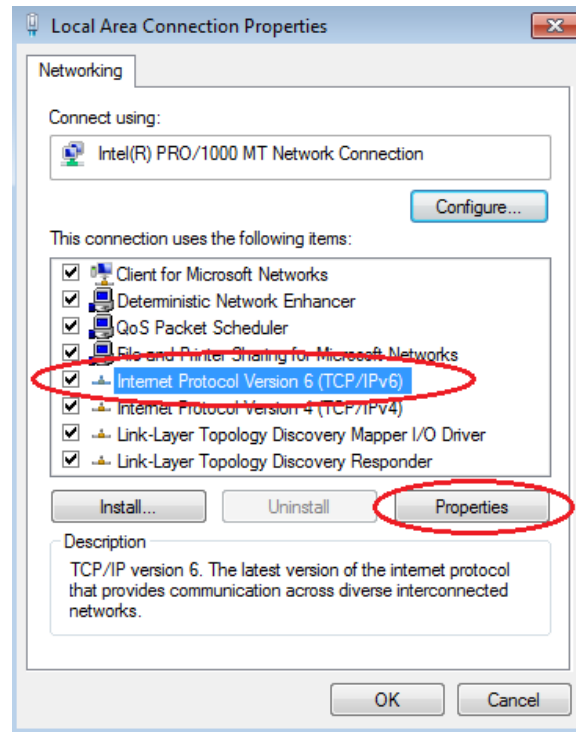 Local Area Connection Properties
Networking
Connect using:
Intel(R) PRO/1000 MT Network Connection
Configure...
This connection uses the following items:
Client for Microsoft Networks
Deterministic Network Enhancer
QoS Packet Scheduler
File and Printer Sharing for Microsoft Networks
Internet Protocol Version 6 (TCP/IPv6)
Internet Protocol Version 4 (TCP/IPv4)
Link-Layer Topology Discovery Mapper I/O Driver
Link-Layer Topology Discovery Responder
Install... Uninstall Properties
Description
TCP/IP version 6. The latest version of the internet protocol
that provides communication across diverse interconnected
networks.
OK Cancel